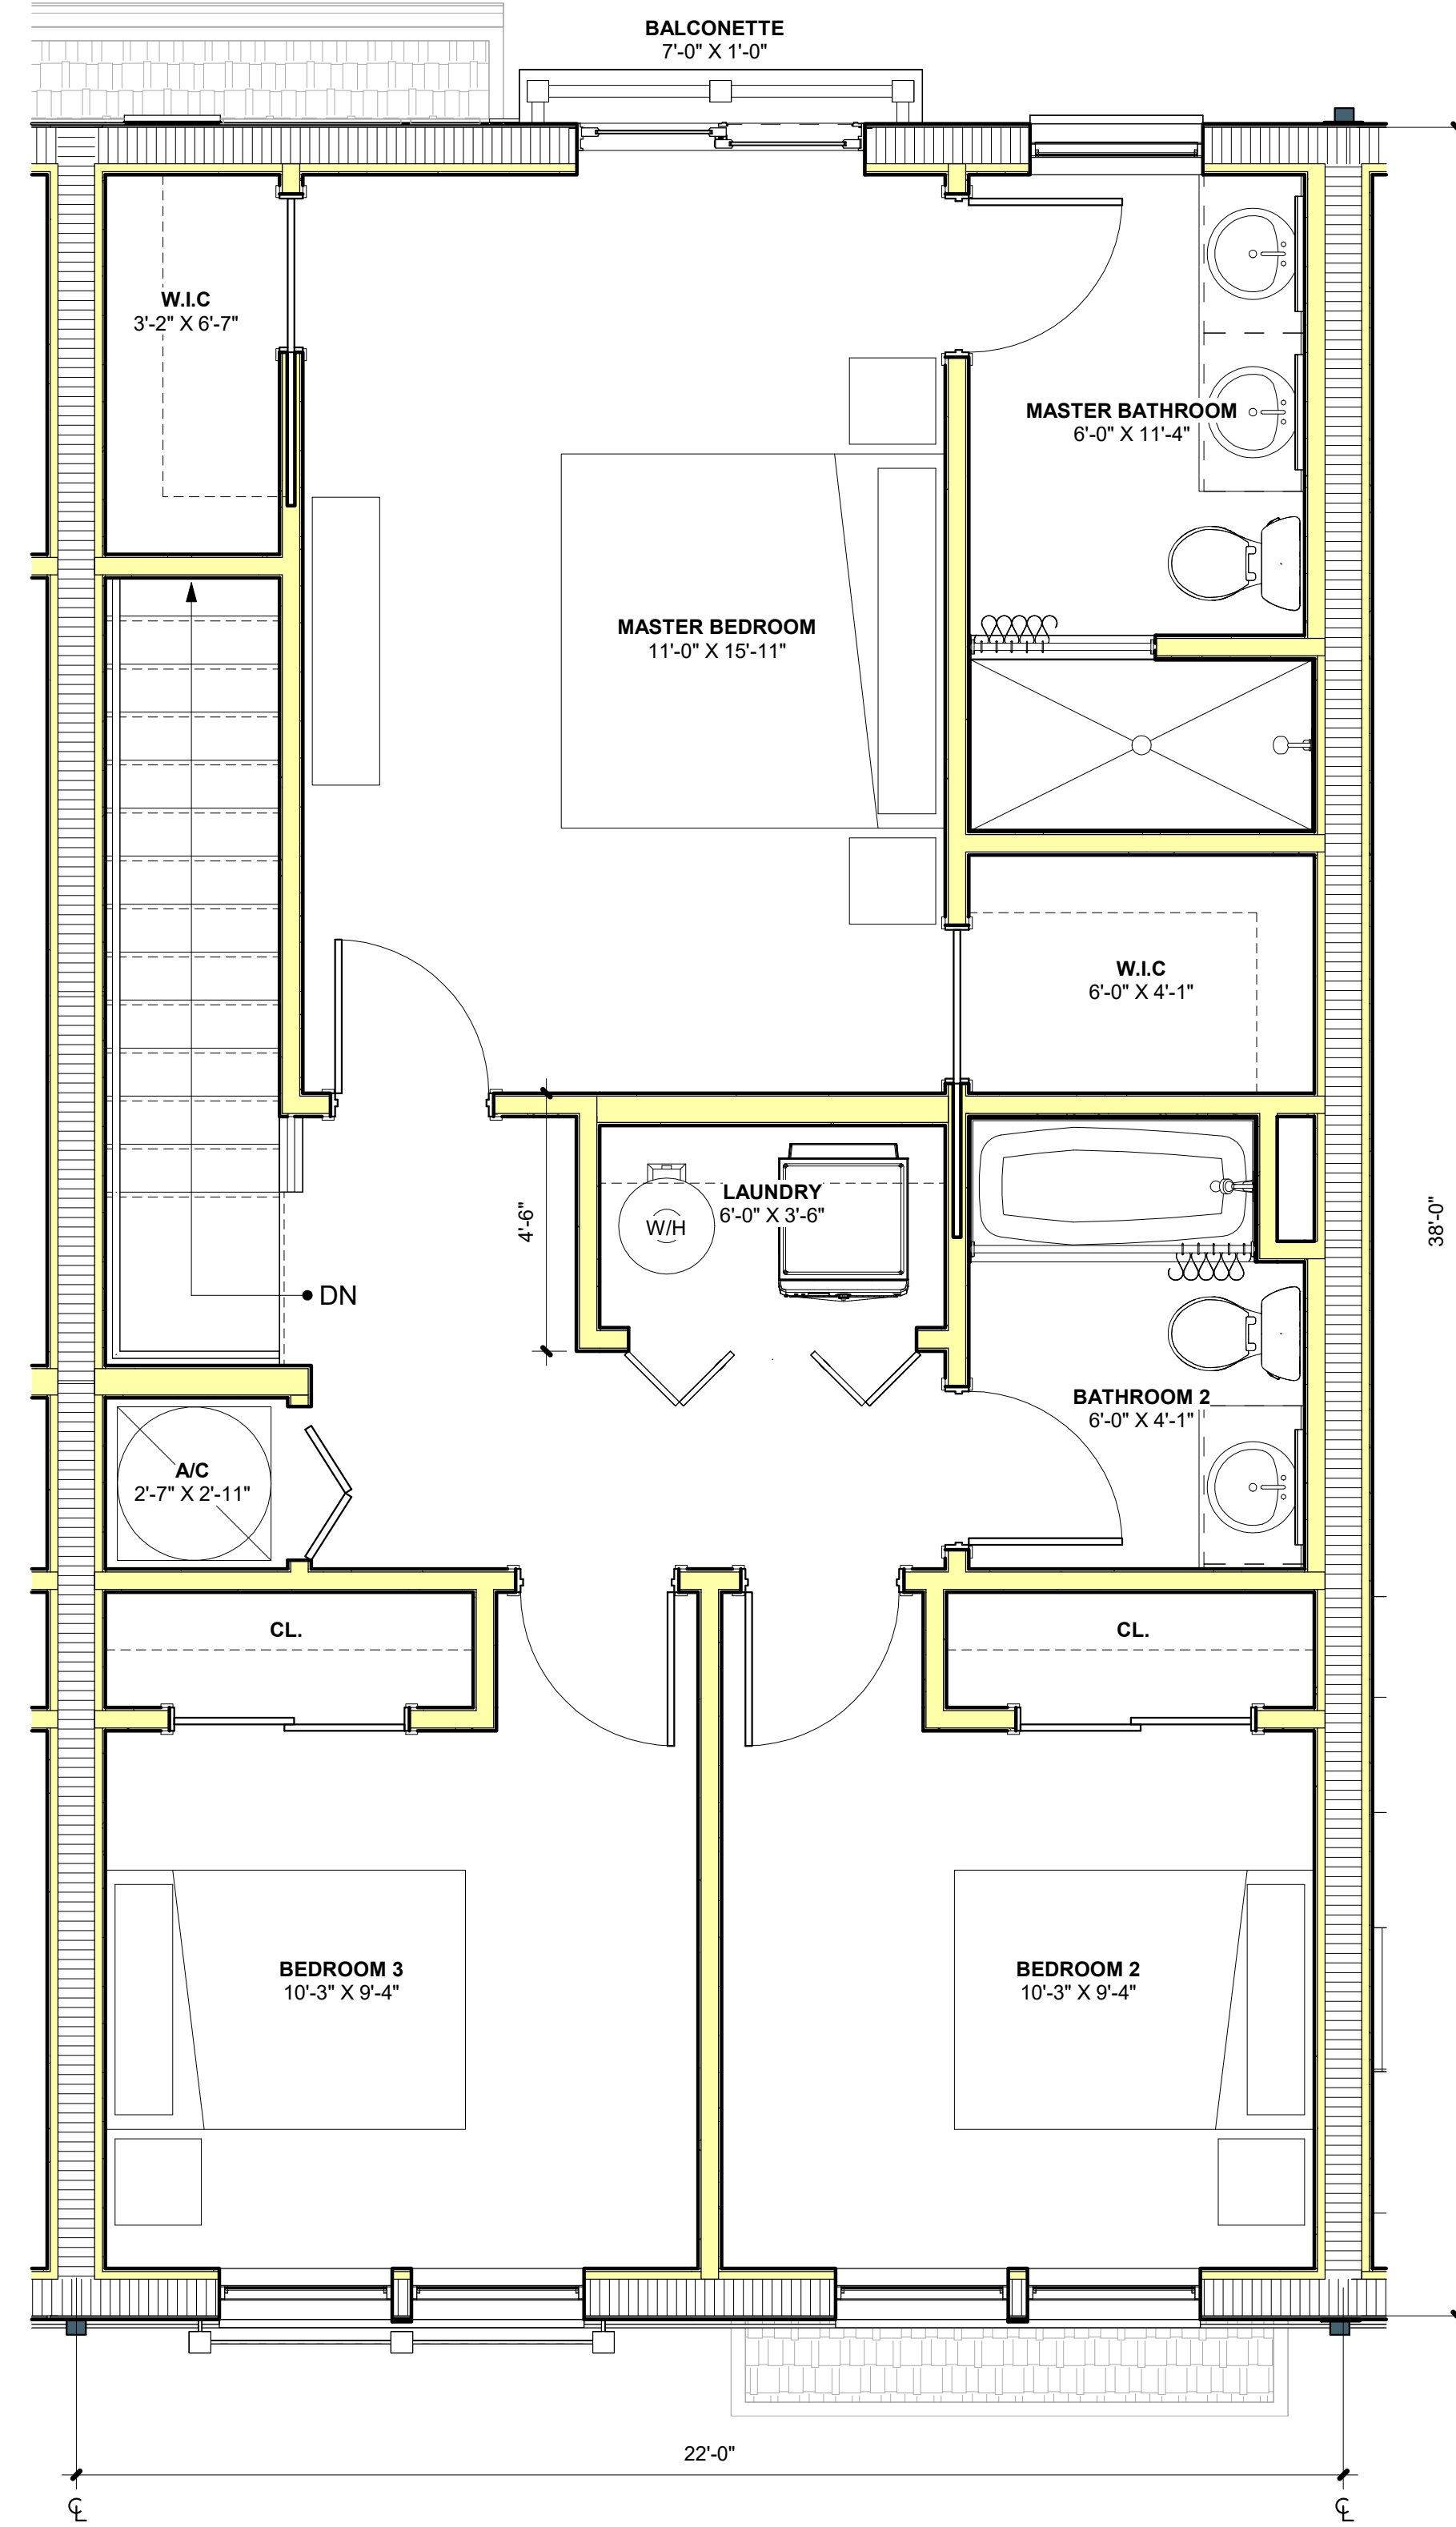 BALCONETTE
7'-0" X 1'-0"
W.I.C
3'-2" X 6'-7"
MASTER BATHROOM
6'-0" X 11'-4"
MASTER BEDROOM
11'-0" X 15'-11"
W.I.C
6'-0" X 4'-1"
LAUNDRY
6'-0" X 3'-6"
W/H
4'-6"
38'-0"
DN
BATHROOM 2
6'-0" X 4'-1"
A/C
2'-7" X 2'-11"
CL.
CL.
BEDROOM 3
10'-3" X 9'-4"
BEDROOM 2
10'-3" X 9'-4"
22'-0"
℄
℄